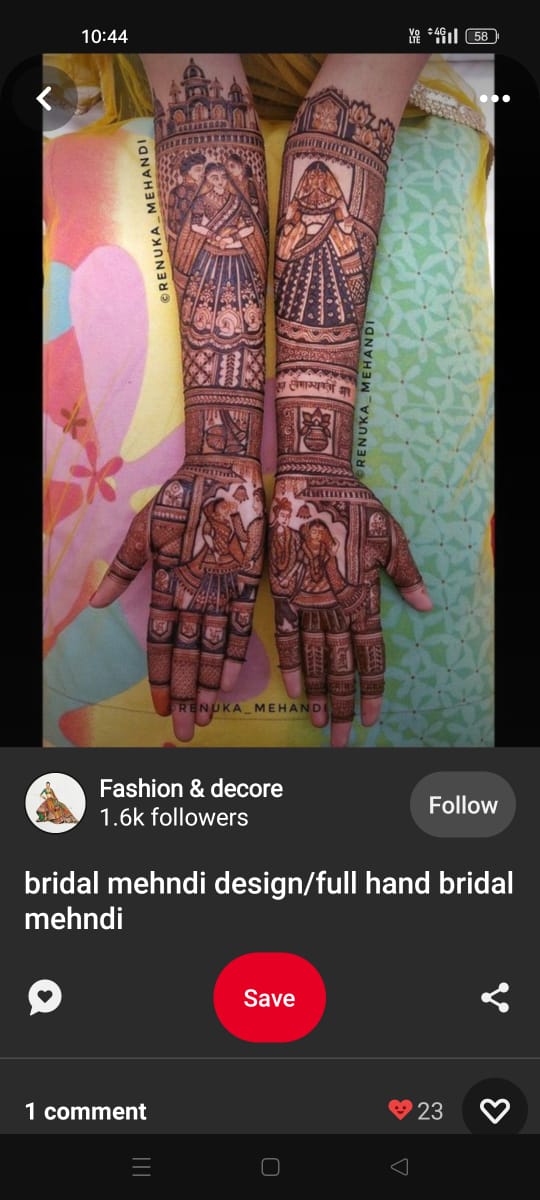 10:44
Vo
LTE
4G
58
©RENUKA_MEHANDI
©RENUKA_MEHANDI
©RENUKA_MEHANDI
Fashion & decore
1.6k followers
Follow
bridal mehndi design/full hand bridal
mehndi
Save
1 comment
23